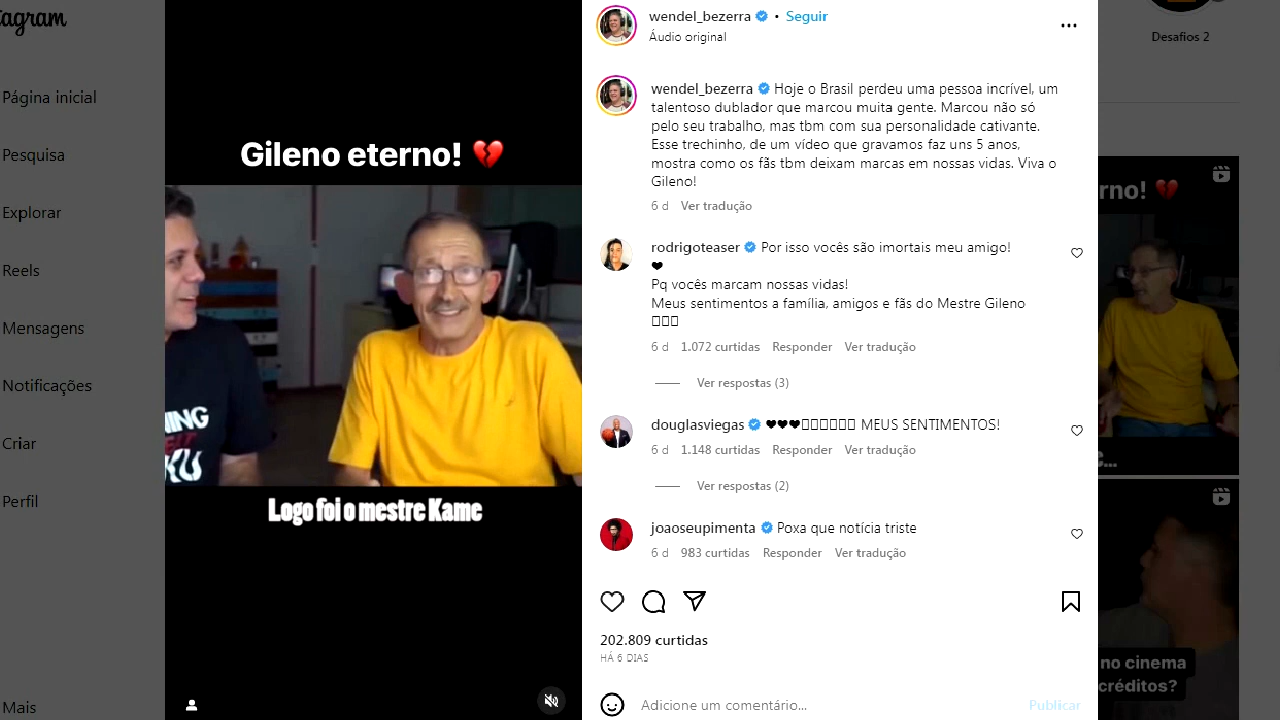 tagram
Página inicial
Pesquisa
Explorar
Reels
Mensagens
Notificações
Criar
Perfil
Mais
Gileno eterno! 💔
NING
KU
Logo foi o mestre Kame
wendel_bezerra • Seguir
Áudio original
wendel_bezerra Hoje o Brasil perdeu uma pessoa incrível, um
talentoso dublador que marcou muita gente. Marcou não só
pelo seu trabalho, mas tbm com sua personalidade cativante.
Esse trechinho, de um vídeo que gravamos faz uns 5 anos,
mostra como os fãs tbm deixam marcas em nossas vidas. Viva o
Gileno!
6 d Ver tradução
rodrigoteaser Por isso vocês são imortais meu amigo!
❤
Pq vocês marcam nossas vidas!
Meus sentimentos a família, amigos e fãs do Mestre Gileno
□□□
6 d 1.072 curtidas Responder Ver tradução
Ver respostas (3)
douglasviegas ❤❤❤□□□□□□ MEUS SENTIMENTOS!
6 d 1.148 curtidas Responder Ver tradução
Ver respostas (2)
joaoseupimenta Poxa que notícia triste
6 d 983 curtidas Responder Ver tradução
202.809 curtidas
HÁ 6 DIAS
Adicione um comentário... Publicar
Desafios 2
rno! 💔
C...
no cinema
créditos?